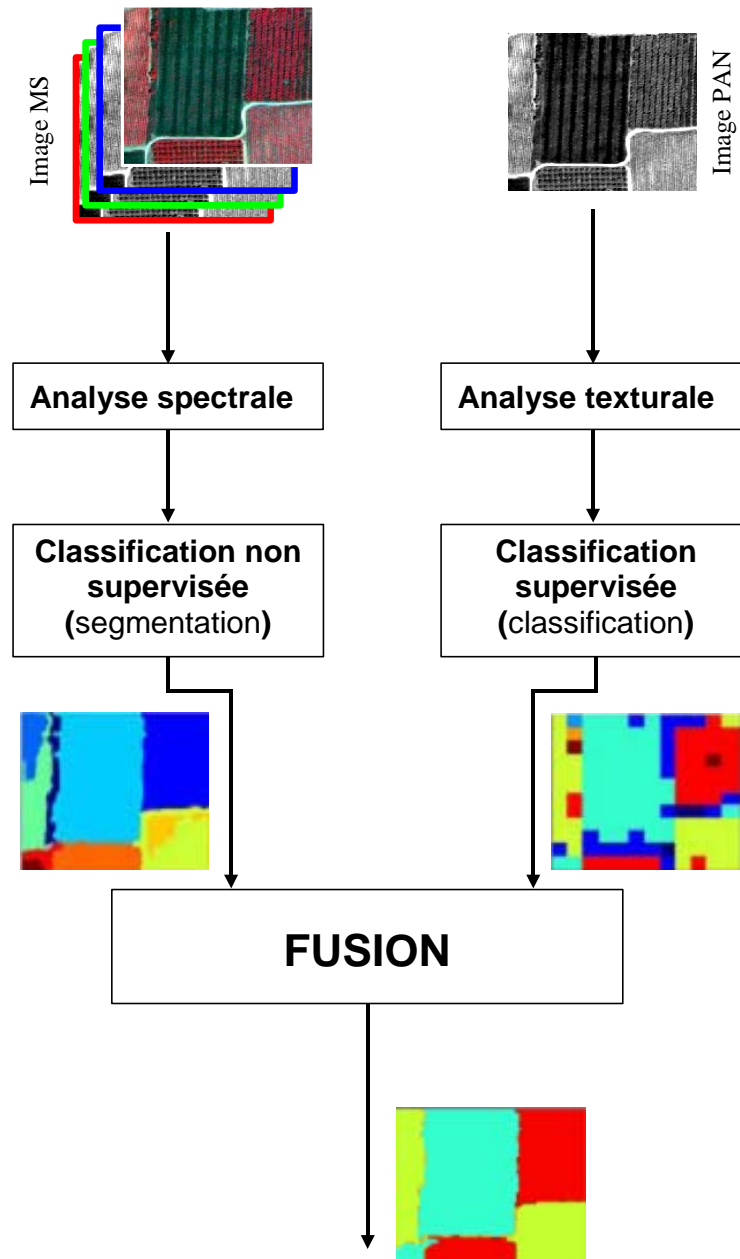 Image MS
Image PAN
Analyse spectrale
Analyse texturale
Classification non
supervisée
(segmentation)
Classification
supervisée
(classification)
FUSION